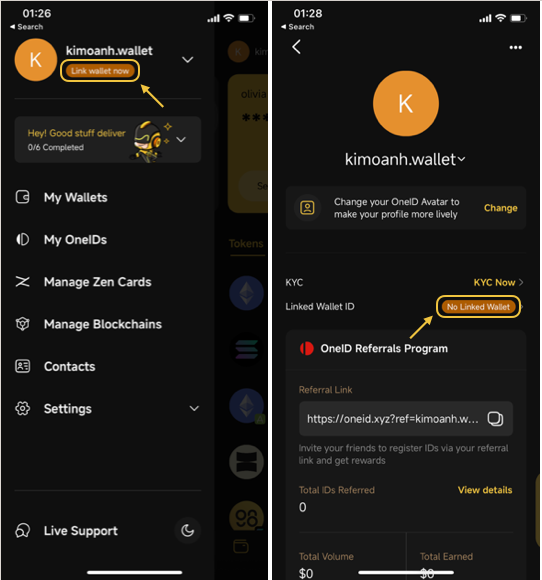 01:26
Search
K
kimoanh.wallet
Link wallet now
Hey! Good stuff deliver
0/6 Completed
My Wallets
My OneIDs
Manage Zen Cards
Manage Blockchains
Contacts
Settings
Live Support
K
kimo
olivia
***
Se
Tokens
98
01:28
Search
K
kimoanh.wallet
Change your OneID Avatar to
make your profile more lively
Change
KYC
KYC Now
Linked Wallet ID
No Linked Wallet
OneID Referrals Program
Referral Link
https://oneid.xyz?ref=kimoanh.w...
Invite your friends to register IDs via your referral
link and get rewards
Total IDs Referred
View details
0
Total Volume
Total Earned
$0
$0